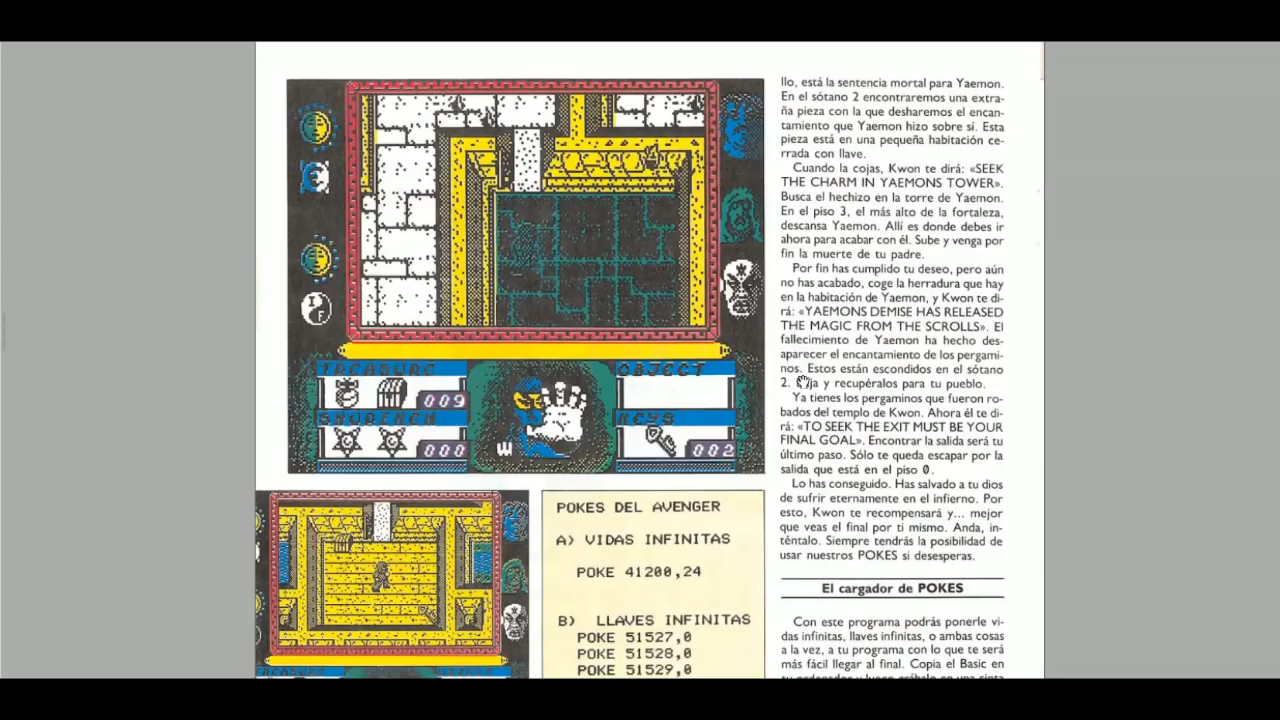 TREASURE
OBJECT
009
SHURIKEN
KEYS
000
002
POKES DEL AVENGER
A) VIDAS INFINITAS
POKE 41200,24
B) LLAVES INFINITAS
POKE 51527,0
POKE 51528,0
POKE 51529,0
llo, está la sentencia mortal para Yaemon.
En el sótano 2 encontraremos una extra-
ña pieza con la que desharemos el encan-
tamiento que Yaemon hizo sobre sí. Esta
pieza está en una pequeña habitación ce-
rrada con llave.
Cuando la cojas, Kwon te dirá: «SEEK
THE CHARM IN YAEMONS TOWER».
Busca el hechizo en la torre de Yaemon.
En el piso 3, el más alto de la fortaleza,
descansa Yaemon. Allí es donde debes ir
ahora para acabar con él. Sube y venga por
fin la muerte de tu padre.
Por fin has cumplido tu deseo, pero aún
no has acabado, coge la herradura que hay
en la habitación de Yaemon, y Kwon te di-
rá: «YAEMONS DEMISE HAS RELEASED
THE MAGIC FROM THE SCROLLS». El
fallecimiento de Yaemon ha hecho des-
aparecer el encantamiento de los pergami-
nos. Estos están escondidos en el sótano
2. y recupéralos para tu pueblo.
Ya tienes los pergaminos que fueron ro-
bados del templo de Kwon. Ahora él te di-
rá: «TO SEEK THE EXIT MUST BE YOUR
FINAL GOAL». Encontrar la salida será tu
último paso. Sólo te queda escapar por la
salida que está en el piso 0.
Lo has conseguido. Has salvado a tu dios
de sufrir eternamente en el infierno. Por
esto, Kwon te recompensará y... mejor
que veas el final por ti mismo. Anda, in-
téntalo. Siempre tendrás la posibilidad de
usar nuestros POKES si desesperas.
El cargador de POKES
Con este programa podrás ponerle vi-
das infinitas, llaves infinitas, o ambas cosas
a la vez, a tu programa con lo que te será
más fácil llegar al final. Copia el Basic en